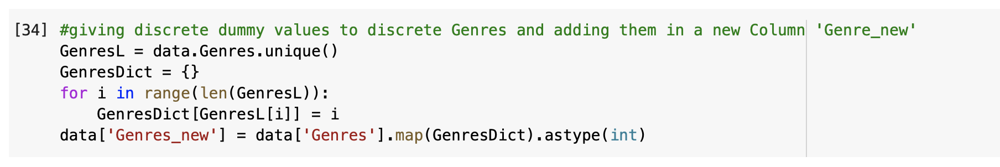 [34] #giving discrete dummy values to discrete Genres and adding them in a new Column 'Genre_new'
GenresL = data.Genres.unique()
GenresDict = {}
for i in range(len(GenresL)):
    GenresDict[GenresL[i]] = i
data['Genres_new'] = data['Genres'].map(GenresDict).astype(int)